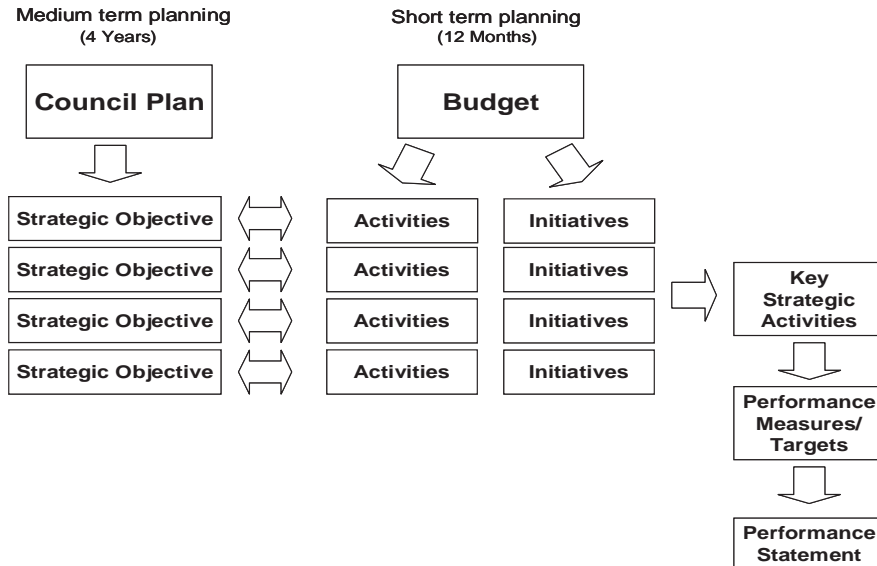 Medium term planning
(4 Years)
Short term planning
(12 Months)
Council Plan
Budget
Strategic Objective
Activities
Initiatives
Strategic Objective
Activities
Initiatives
Strategic Objective
Activities
Initiatives
Strategic Objective
Activities
Initiatives
Key
Strategic
Activities
Performance
Measures/
Targets
Performance
Statement